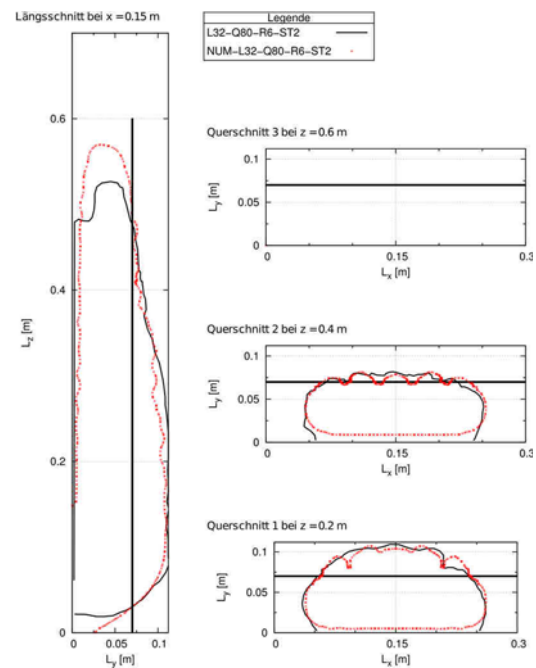 Längsschnitt bei x = 0.15 m
Legende
L32-Q80-R6-ST2
NUM-L32-Q80-R6-ST2
0.6
0.4
0.2
0
0
0.05
0.1
L_z [m]
L_y [m]
Querschnitt 3 bei z = 0.6 m
0.1
0.05
0
0
0.15
0.3
L_y [m]
L_x [m]
Querschnitt 2 bei z = 0.4 m
0.1
0.05
0
0
0.15
0.3
L_y [m]
L_x [m]
Querschnitt 1 bei z = 0.2 m
0.1
0.05
0
0
0.15
0.3
L_y [m]
L_x [m]